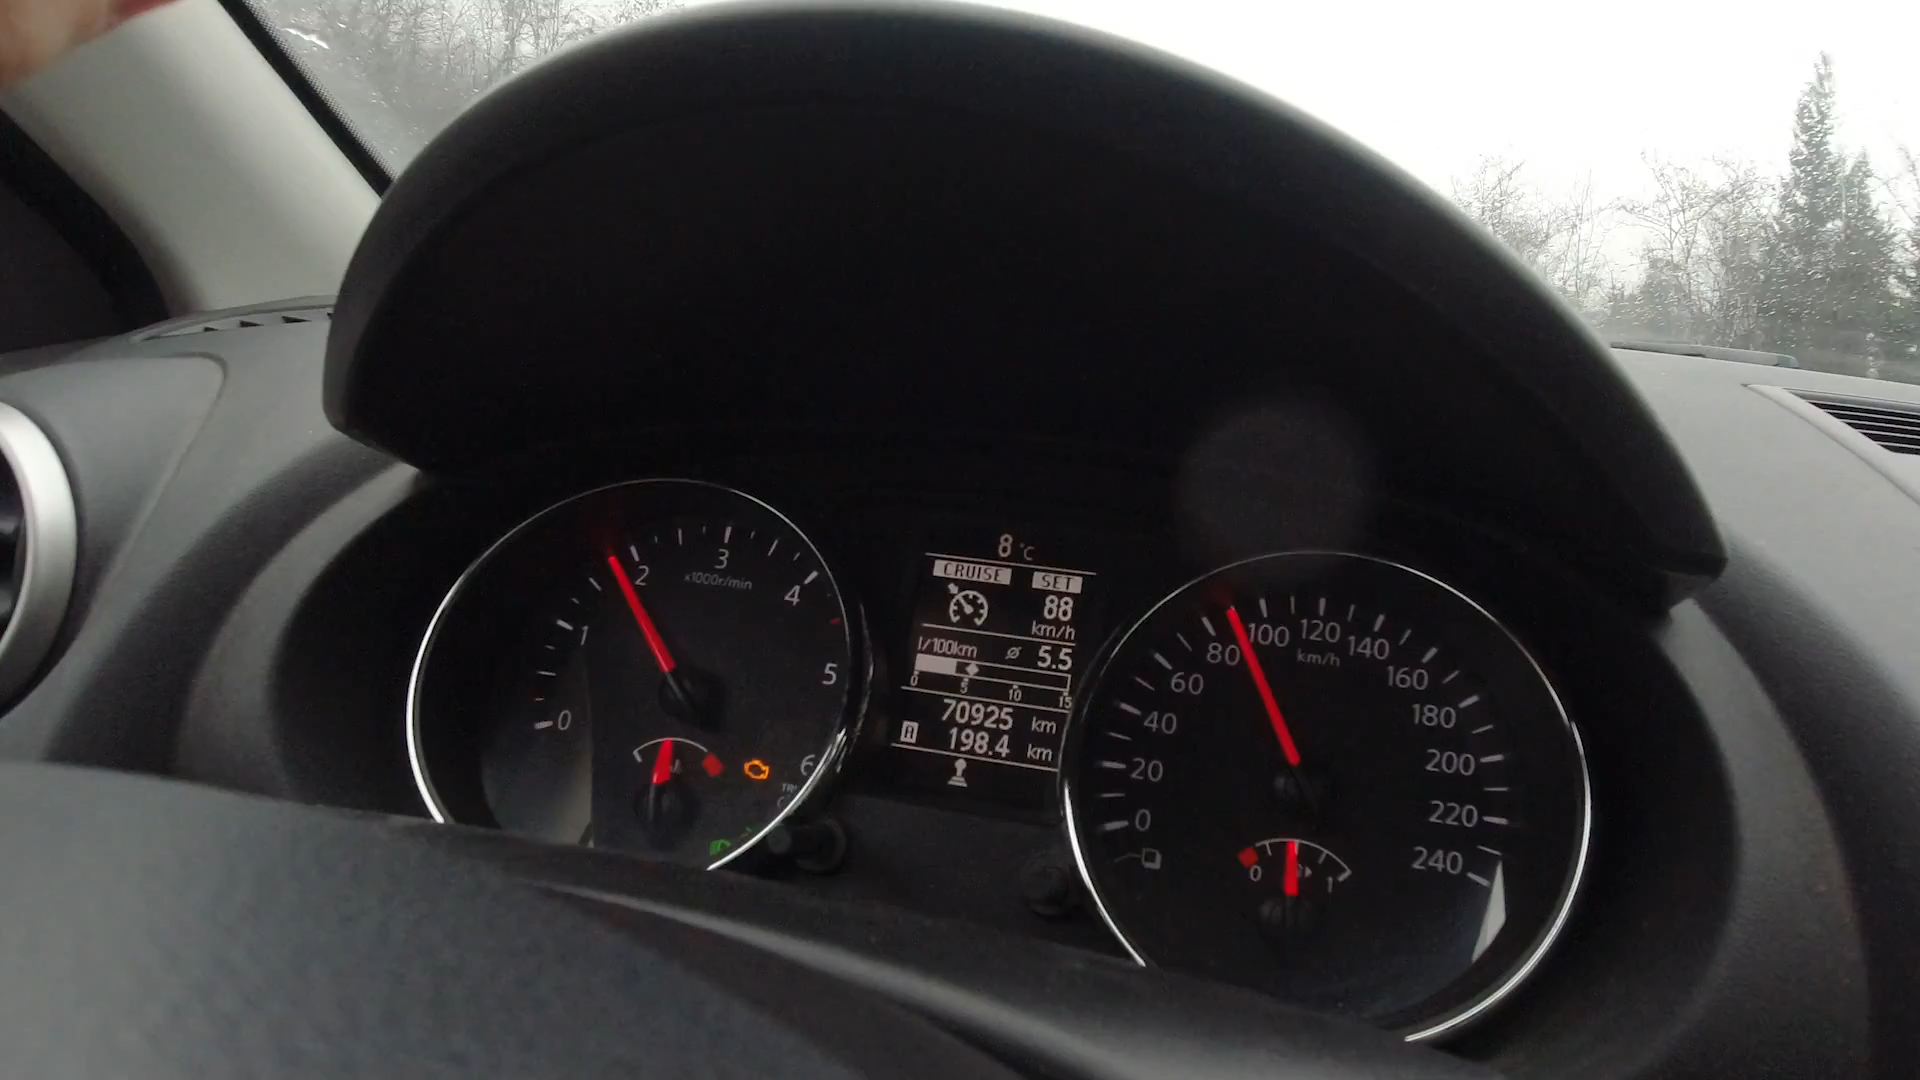 8 °C
CRUISE SET
88
km/h
l/100km ø 5.5
0 5 10 15
70925 km
A 198.4 km
0 1 2 3 4 5 6
x1000r/min
0 20 40 60 80 100 120 140 160 180 200 220 240
km/h
0 1